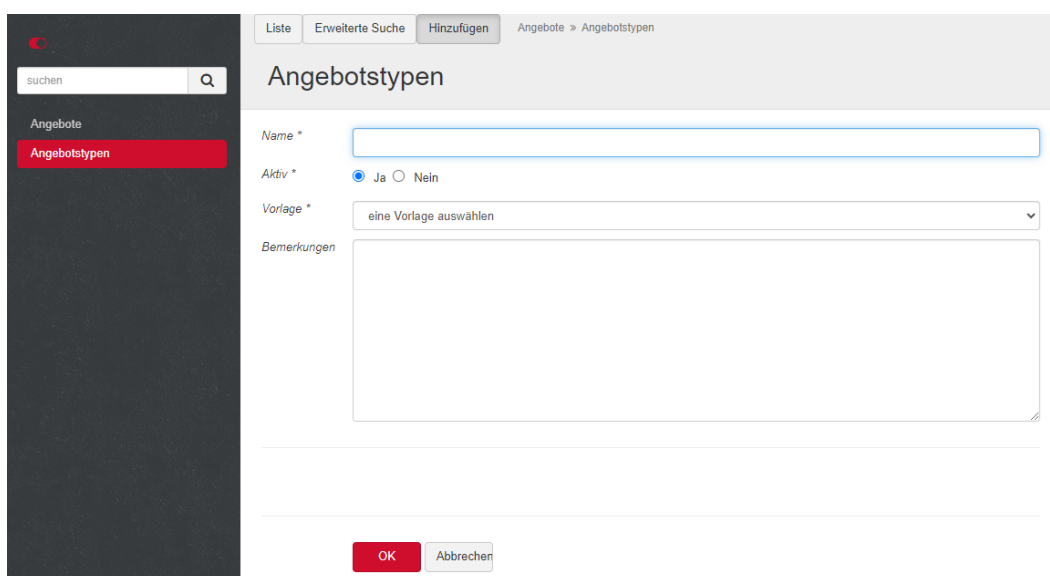 Liste Erweiterte Suche Hinzufügen Angebote » Angebotstypen
suchen
Angebotstypen
Angebote
Angebotstypen
Name *
Aktiv * Ja Nein
Vorlage * eine Vorlage auswählen
Bemerkungen
OK Abbrechen